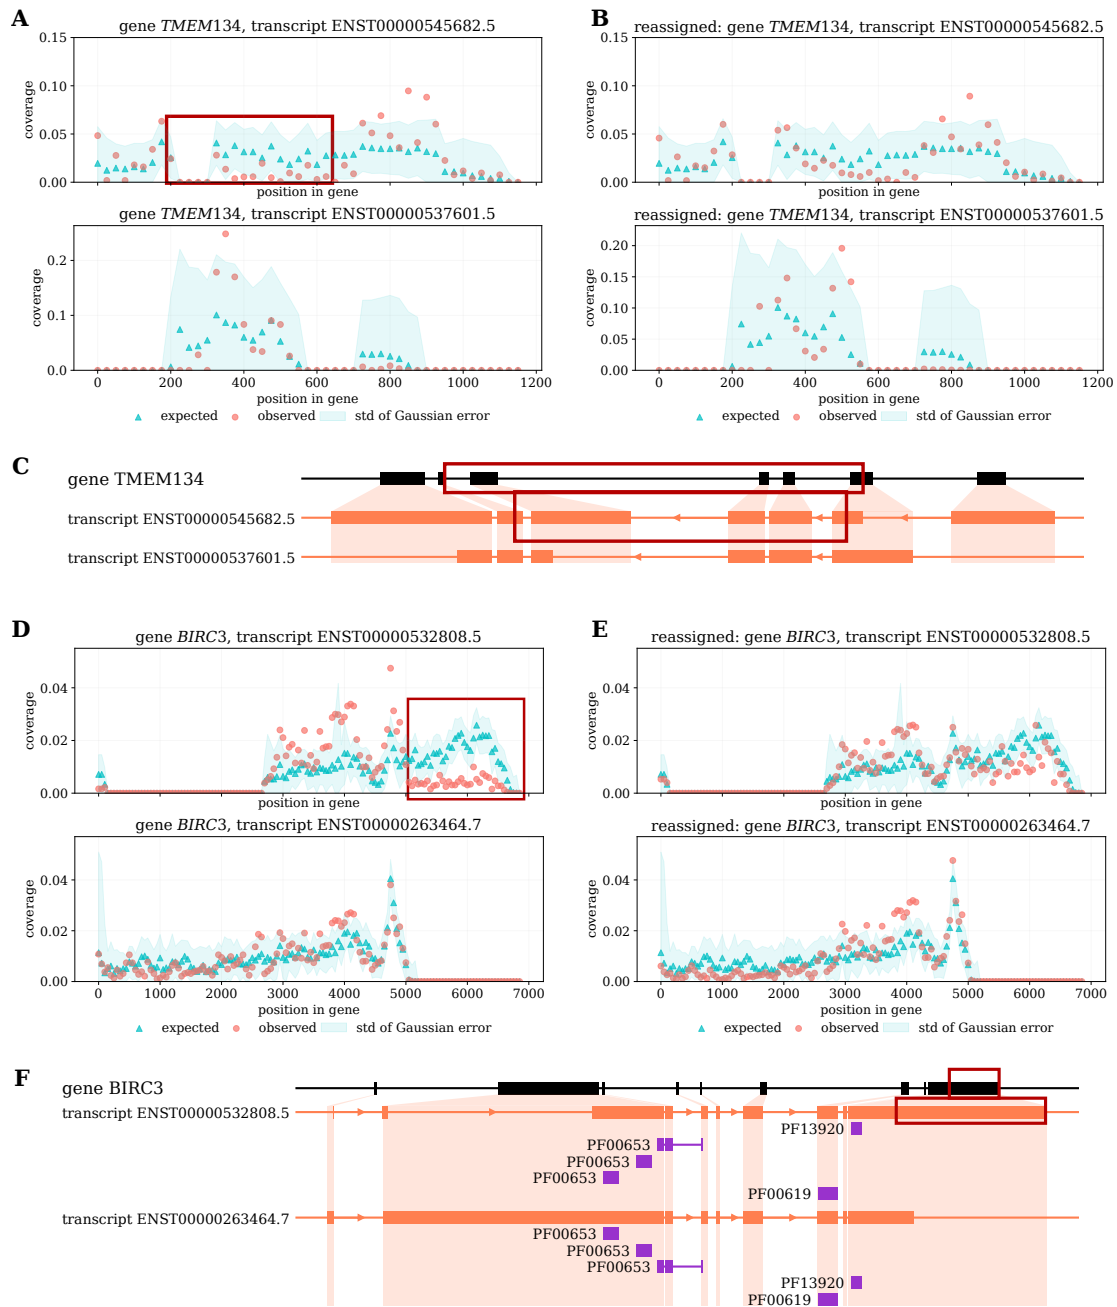 A
gene TMEM134, transcript ENST00000545682.5
0.15
0.10
0.05
0.00
coverage
position in gene
gene TMEM134, transcript ENST00000537601.5
0.2
0.1
0.0
coverage
0 200 400 600 800 1000 1200
position in gene
expected observed std of Gaussian error
B
reassigned: gene TMEM134, transcript ENST00000545682.5
0.15
0.10
0.05
0.00
coverage
position in gene
reassigned: gene TMEM134, transcript ENST00000537601.5
0.20
0.15
0.10
0.05
0.00
coverage
0 200 400 600 800 1000 1200
position in gene
expected observed std of Gaussian error
C
gene TMEM134
transcript ENST00000545682.5
transcript ENST00000537601.5
D
gene BIRC3, transcript ENST00000532808.5
0.04
0.02
0.00
coverage
position in gene
gene BIRC3, transcript ENST00000263464.7
0.04
0.02
0.00
coverage
0 1000 2000 3000 4000 5000 6000 7000
position in gene
expected observed std of Gaussian error
E
reassigned: gene BIRC3, transcript ENST00000532808.5
0.04
0.02
0.00
coverage
position in gene
reassigned: gene BIRC3, transcript ENST00000263464.7
0.04
0.02
0.00
coverage
0 1000 2000 3000 4000 5000 6000 7000
position in gene
expected observed std of Gaussian error
F
gene BIRC3
transcript ENST00000532808.5
PF13920
PF00653
PF00653
PF00653
PF00619
transcript ENST00000263464.7
PF00653
PF00653
PF00653
PF13920
PF00619